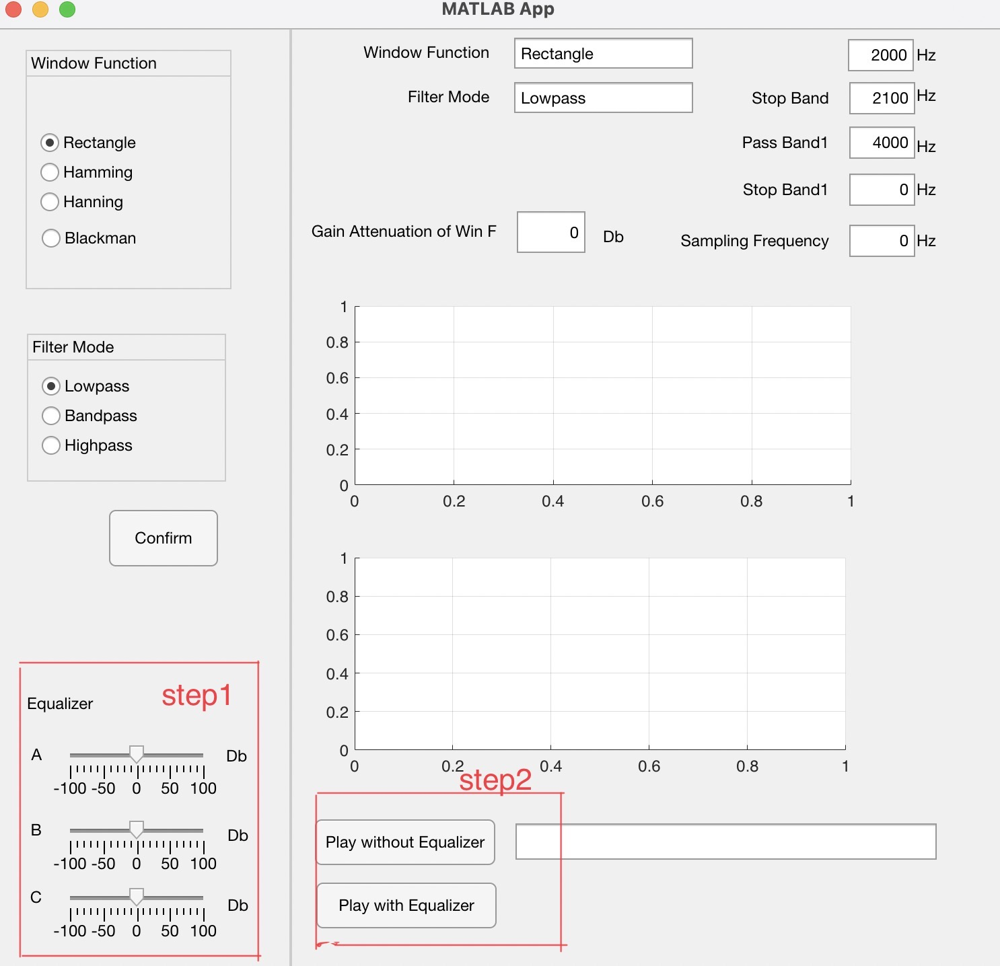 MATLAB App
Window Function
Rectangle
Hamming
Hanning
Blackman
Filter Mode
Lowpass
Bandpass
Highpass
Confirm
step1
Equalizer
A Db
-100 -50 0 50 100
B Db
-100 -50 0 50 100
C Db
-100 -50 0 50 100
Window Function Rectangle 2000 Hz
Filter Mode Lowpass Stop Band 2100 Hz
Pass Band1 4000 Hz
Stop Band1 0 Hz
Gain Attenuation of Win F 0 Db Sampling Frequency 0 Hz
1
0.8
0.6
0.4
0.2
0
0 0.2 0.4 0.6 0.8 1
1
0.8
0.6
0.4
0.2
0
0 0.2 0.4 0.6 0.8 1
step2
Play without Equalizer
Play with Equalizer